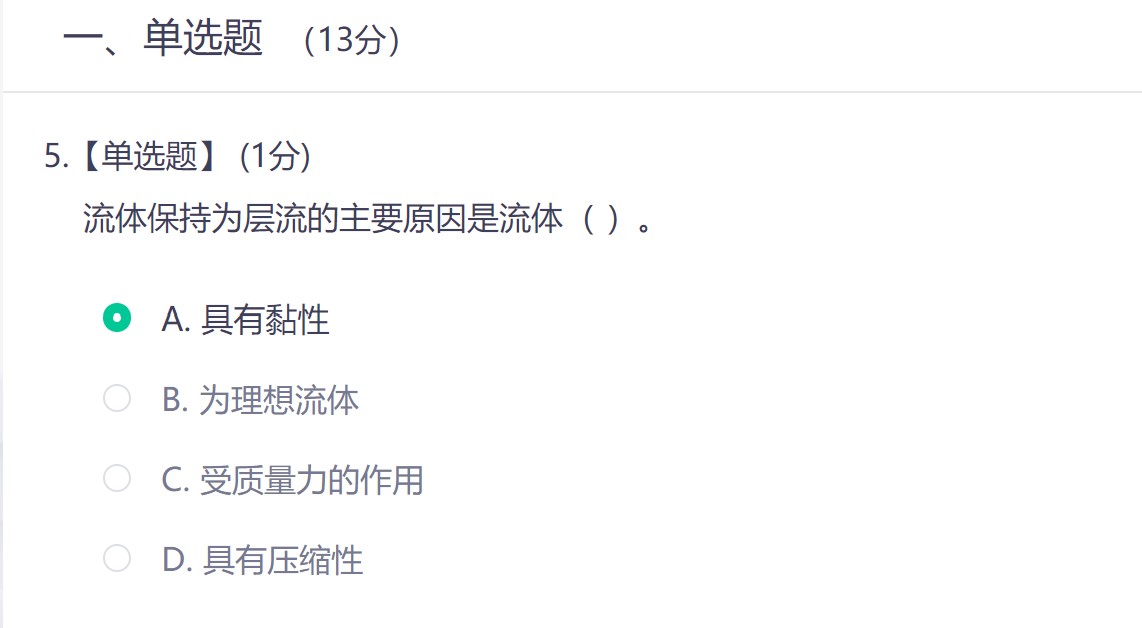 一、单选题 （13分）
5.【单选题】 (1分)
流体保持为层流的主要原因是流体（ ）。
A. 具有黏性
B. 为理想流体
C. 受质量力的作用
D. 具有压缩性